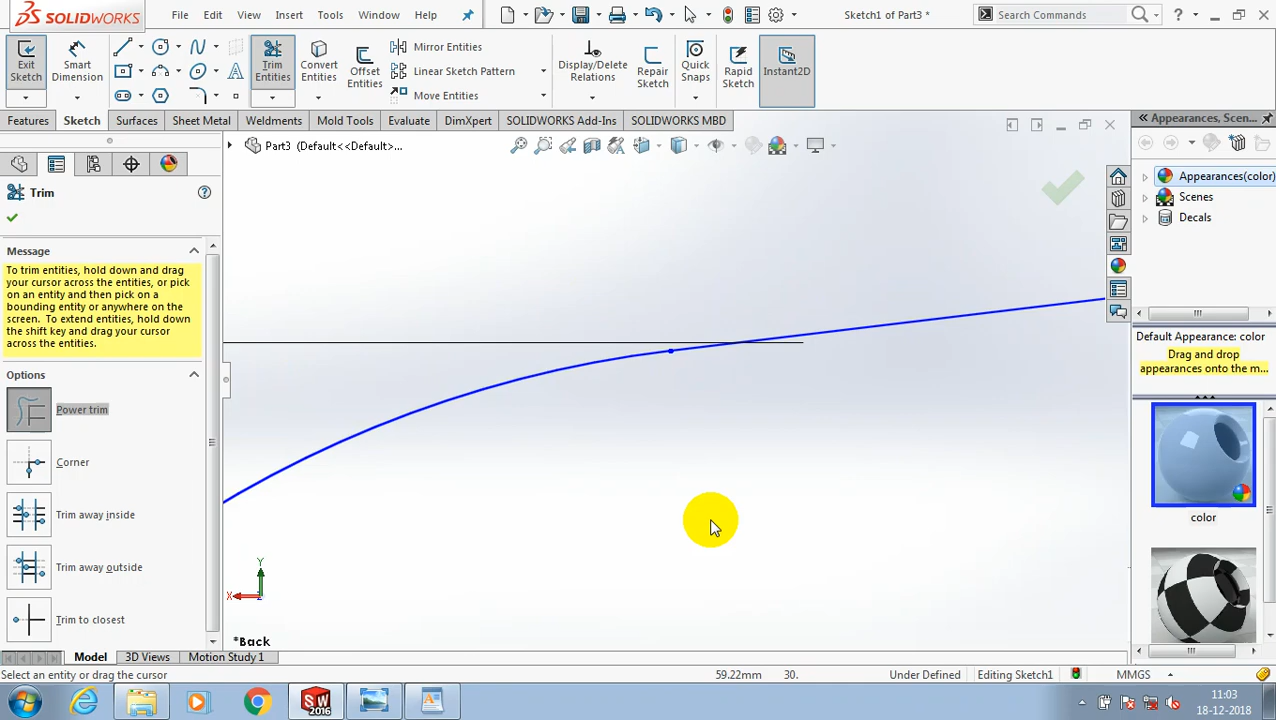 SOLIDWORKS
File Edit View Insert Tools Window Help
Sketch1 of Part3 *
Search Commands
?
Exit Sketch
Smart Dimension
Trim Entities
Convert Entities
Offset Entities
Mirror Entities
Linear Sketch Pattern
Move Entities
Display/Delete Relations
Repair Sketch
Quick Snaps
Rapid Sketch
Instant2D
Features Sketch Surfaces Sheet Metal Weldments Mold Tools Evaluate DimXpert SOLIDWORKS Add-Ins SOLIDWORKS MBD
Part3 (Default<<Default>...
Trim
?
Message
To trim entities, hold down and drag
your cursor across the entities, or pick
on an entity and then pick on a
bounding entity or anywhere on the
screen. To extend entities, hold down
the shift key and drag your cursor
across the entities.
Options
Power trim
Corner
Trim away inside
Trim away outside
Trim to closest
Y
X
Z
*Back
Appearances, Scen...
Appearances(color)
Scenes
Decals
Default Appearance: color
Drag and drop
appearances onto the m...
color
Model 3D Views Motion Study 1
Select an entity or drag the cursor
59.22mm 30. Under Defined Editing Sketch1 MMGS
SW
2016
11:03
18-12-2018